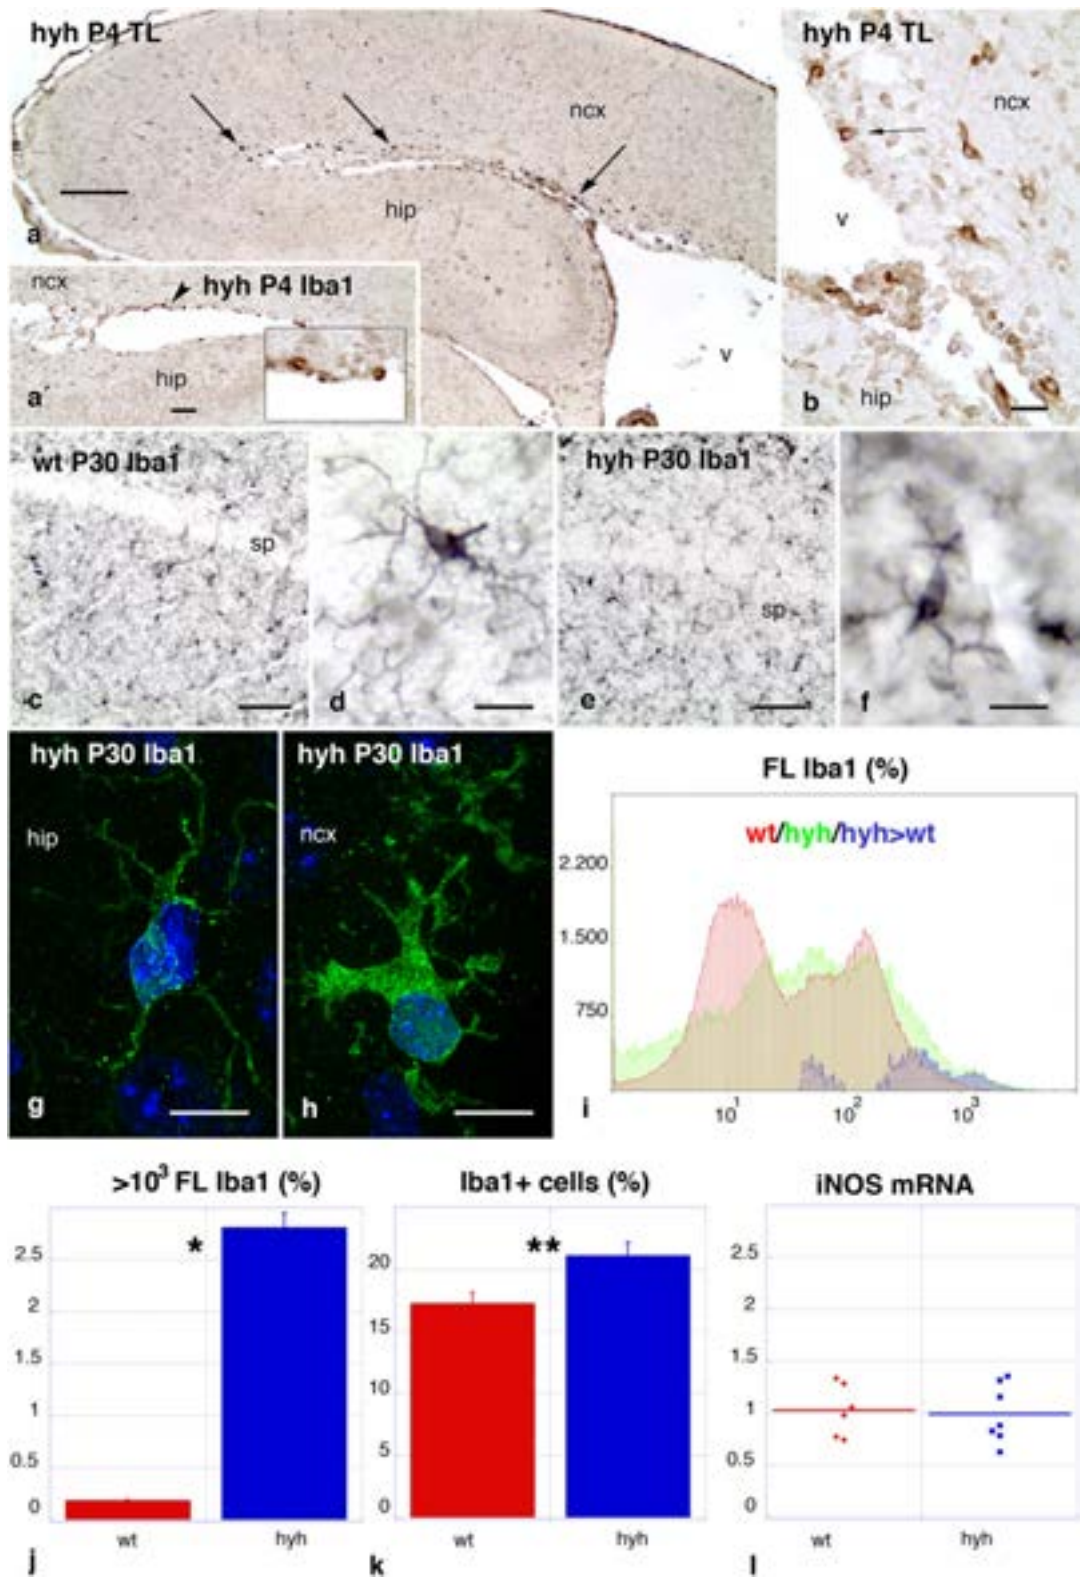 hyh P4 TL
ncx
hip
a
ncx
hyh P4 Iba1
hip
a´
v
hyh P4 TL
ncx
v
hip
b
wt P30 Iba1
sp
c
d
hyh P30 Iba1
sp
e
f
hyh P30 Iba1
hip
g
hyh P30 Iba1
ncx
h
FL Iba1 (%)
wt/hyh/hyh>wt
2.200
1.500
750
10¹ 10² 10³
i
>10³ FL Iba1 (%)
*
2.5
2
1.5
1
0.5
0
wt hyh
j
Iba1+ cells (%)
**
20
15
10
5
0
wt hyh
k
iNOS mRNA
2.5
2
1.5
1
0.5
0
wt hyh
l